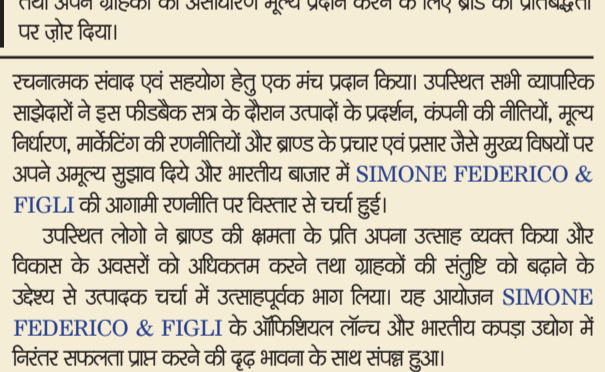 तथा अपने ग्राहकों को असाधारण मूल्य प्रदान करने के लिए ब्रांड की प्रतिबद्धता
पर ज़ोर दिया।
रचनात्मक संवाद एवं सहयोग हेतु एक मंच प्रदान किया। उपस्थित सभी व्यापारिक
साझेदारों ने इस फीडबैक सत्र के दौरान उत्पादों के प्रदर्शन, कंपनी की नीतियों, मूल्य
निर्धारण, मार्केटिंग की रणनीतियों और ब्राण्ड के प्रचार एवं प्रसार जैसे मुख्य विषयों पर
अपने अमूल्य सुझाव दिये और भारतीय बाजार में SIMONE FEDERICO &
FIGLI की आगामी रणनीति पर विस्तार से चर्चा हुई।
उपस्थित लोगो ने ब्राण्ड की क्षमता के प्रति अपना उत्साह व्यक्त किया और
विकास के अवसरों को अधिकतम करने तथा ग्राहकों की संतुष्टि को बढ़ाने के
उद्देश्य से उत्पादक चर्चा में उत्साहपूर्वक भाग लिया। यह आयोजन SIMONE
FEDERICO & FIGLI के ऑफिशियल लॉन्च और भारतीय कपड़ा उद्योग में
निरंतर सफलता प्राप्त करने की दृढ़ भावना के साथ संपन्न हुआ।